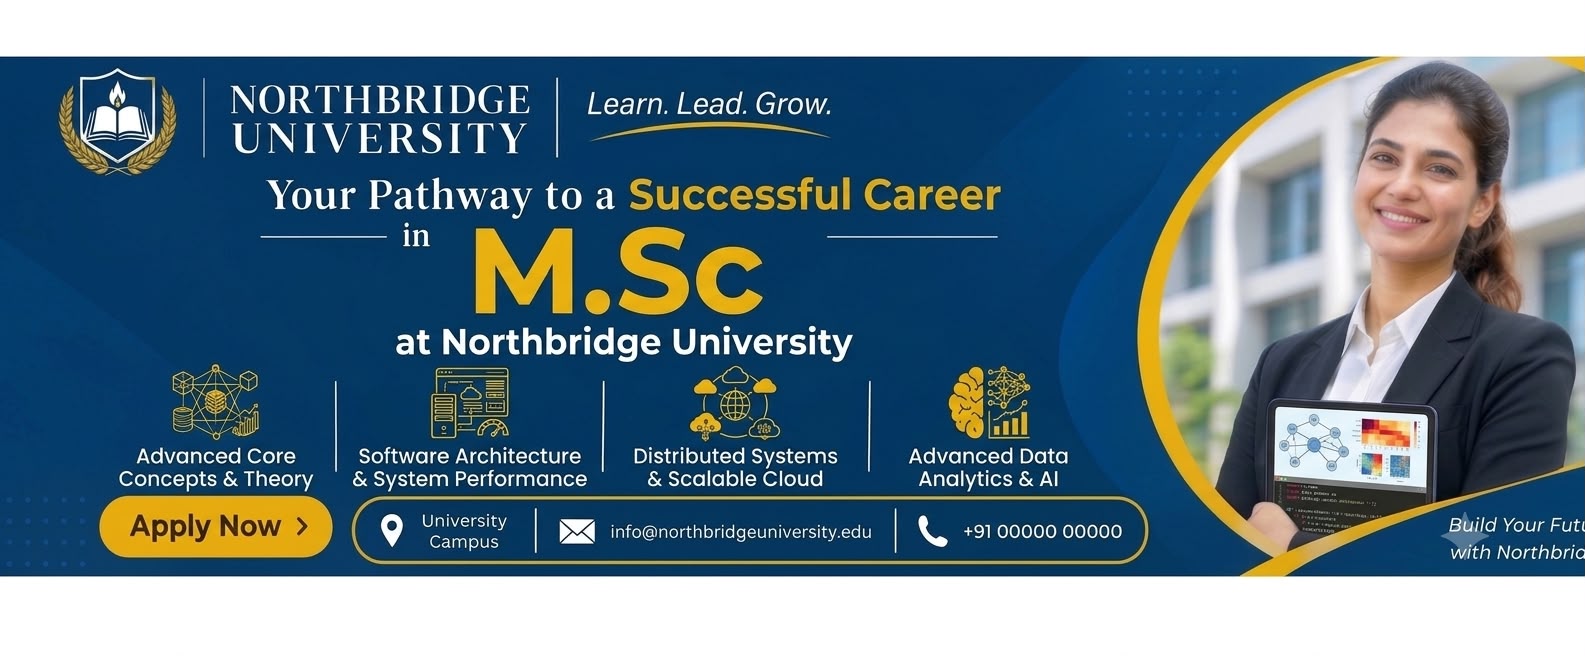 NORTHBRIDGE
UNIVERSITY
Learn. Lead. Grow.
Your Pathway to a Successful Career
in
M.Sc
at Northbridge University
Advanced Core
Concepts & Theory
Software Architecture
& System Performance
Distributed Systems
& Scalable Cloud
Advanced Data
Analytics & AI
Apply Now
University
Campus
info@northbridgeuniversity.edu
+91 00000 00000
Build Your Futu
with Northbrid